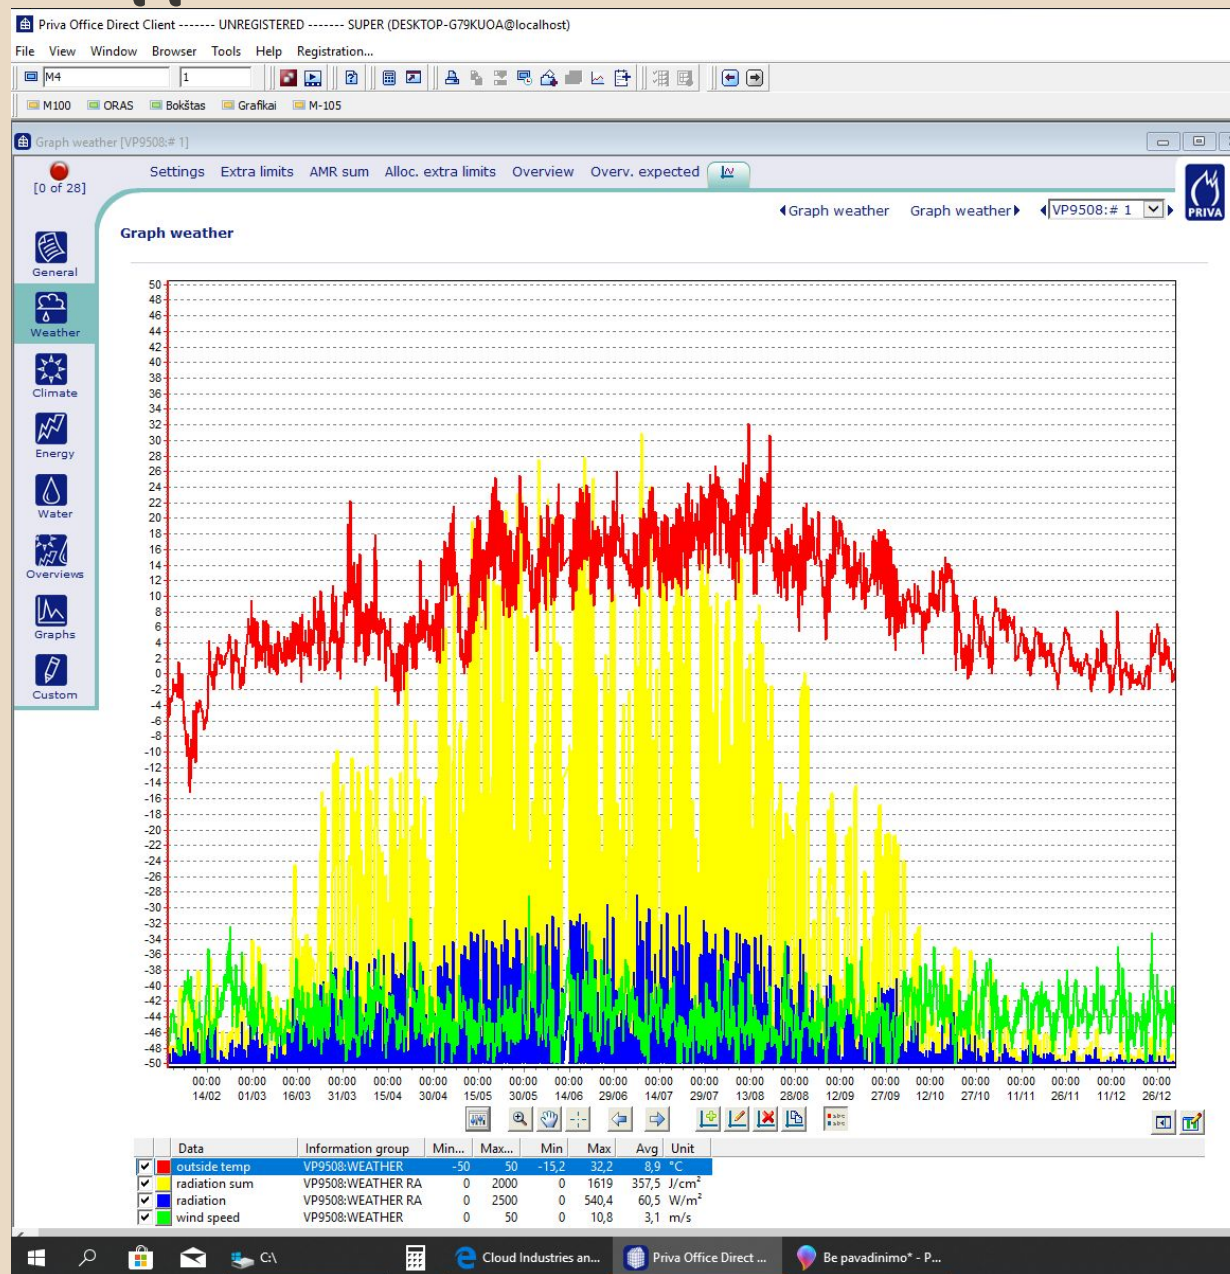 Priva Office Direct Client ------- UNREGISTERED ------- SUPER (DESKTOP-G79KUOA@localhost)
File View Window Browser Tools Help Registration...
M4 1
M100 ORAS Bokštas Grafikai M-105
Graph weather [VP9508:# 1]
[0 of 28]
Settings Extra limits AMR sum Alloc. extra limits Overview Overv. expected
Graph weather Graph weather VP9508:# 1
PRIVA
Graph weather
General
Weather
Climate
Energy
Water
Overviews
Graphs
Custom
50
48
46
44
42
40
38
36
34
32
30
28
26
24
22
20
18
16
14
12
10
8
6
4
2
0
-2
-4
-6
-8
-10
-12
-14
-16
-18
-20
-22
-24
-26
-28
-30
-32
-34
-36
-38
-40
-42
-44
-46
-48
-50
00:00 00:00 00:00 00:00 00:00 00:00 00:00 00:00 00:00 00:00 00:00 00:00 00:00 00:00 00:00 00:00 00:00 00:00 00:00 00:00 00:00 00:00
14/02 01/03 16/03 31/03 15/04 30/04 15/05 30/05 14/06 29/06 14/07 29/07 13/08 28/08 12/09 27/09 12/10 27/10 11/11 26/11 11/12 26/12
Data Information group Min... Max... Min Max Avg Unit
outside temp VP9508:WEATHER -50 50 -15,2 32,2 8,9 °C
radiation sum VP9508:WEATHER RA 0 2000 0 1619 357,5 J/cm²
radiation VP9508:WEATHER RA 0 2500 0 540,4 60,5 W/m²
wind speed VP9508:WEATHER 0 50 0 10,8 3,1 m/s
C:\ Cloud Industries an... Priva Office Direct ... Be pavadinimo* - P...